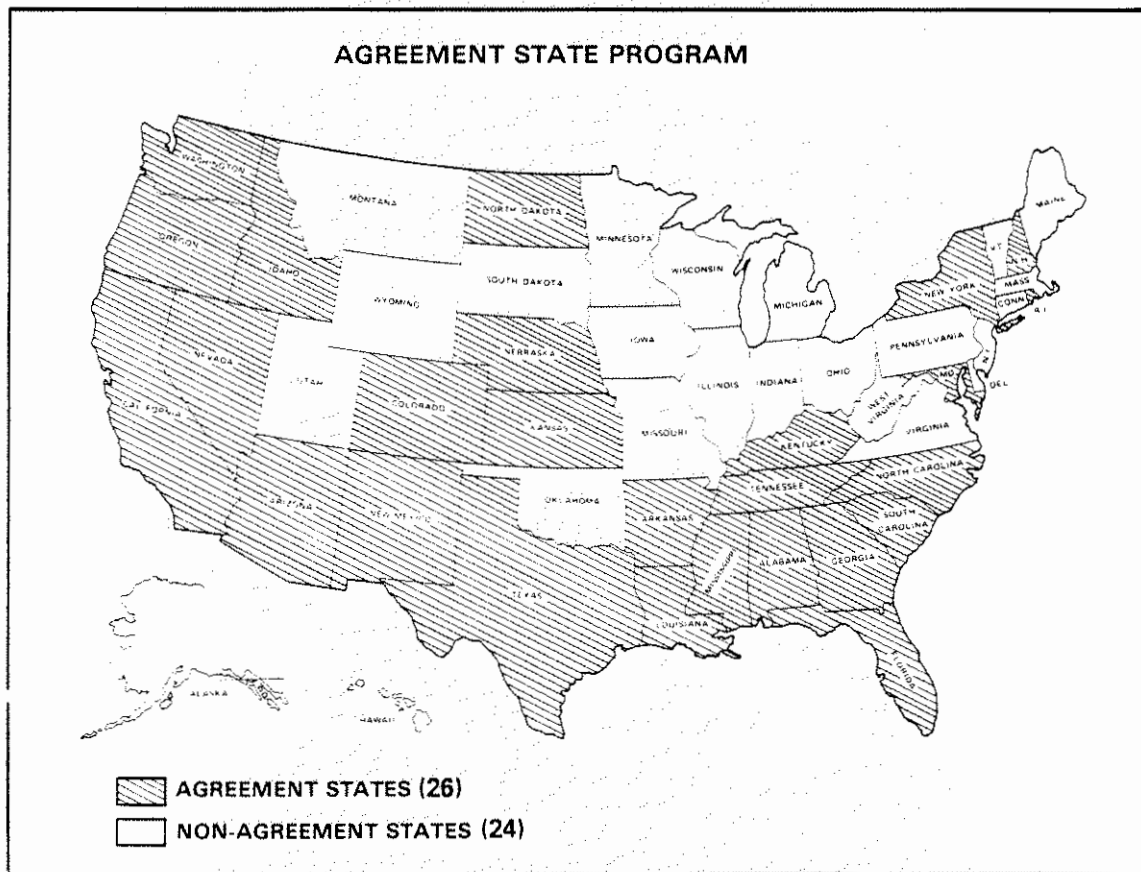 AGREEMENT STATE PROGRAM
WASHINGTON
MONTANA
NORTH DAKOTA
MINNESOTA
MAINE
OREGON
IDAHO
WYOMING
SOUTH DAKOTA
WISCONSIN
MICHIGAN
VT.
N.H.
NEW YORK
MASS
CONN
R.I.
NEVADA
UTAH
NEBRASKA
IOWA
PENNSYLVANIA
N.J.
CALIFORNIA
COLORADO
KANSAS
MISSOURI
ILLINOIS
INDIANA
OHIO
WEST
VIRGINIA
MD.
DEL
VIRGINIA
KENTUCKY
ARIZONA
NEW MEXICO
OKLAHOMA
ARKANSAS
TENNESSEE
NORTH CAROLINA
SOUTH
CAROLINA
TEXAS
LOUISIANA
MISSISSIPPI
ALABAMA
GEORGIA
FLORIDA
ALASKA
HAWAII
AGREEMENT STATES (26)
NON-AGREEMENT STATES (24)